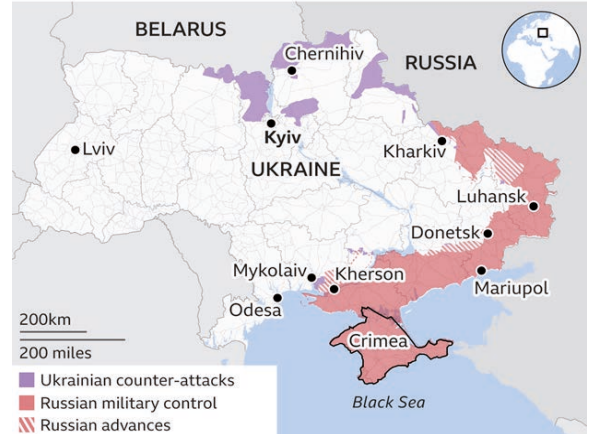 BELARUS
Chernihiv
RUSSIA
Kyiv
Lviv
Kharkiv
UKRAINE
Luhansk
Donetsk
Mykolaiv
Kherson
Mariupol
Odesa
200km
200 miles
Crimea
Ukrainian counter-attacks
Russian military control
Black Sea
Russian advances